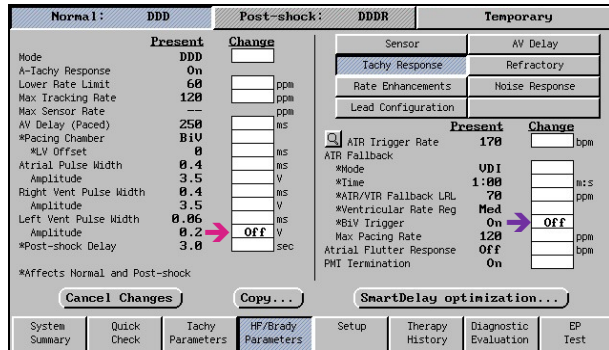 Normal: DDD
Post-shock: DDDR
Temporary
Present Change
Mode DDD
A-Tachy Response On
Lower Rate Limit 60 ppm
Max Tracking Rate 120 ppm
Max Sensor Rate -- ppm
AV Delay (Paced) 250 ms
*Pacing Chamber BiV
*LV Offset 0 ms
Atrial Pulse Width 0.4 ms
Amplitude 3.5 V
Right Vent Pulse Width 0.4 ms
Amplitude 3.5 V
Left Vent Pulse Width 0.06 ms
Amplitude 0.2 Off V
*Post-shock Delay 3.0 sec
*Affects Normal and Post-shock
Sensor AV Delay
Tachy Response Refractory
Rate Enhancements Noise Response
Lead Configuration
Present Change
ATR Trigger Rate 170 bpm
ATR Fallback
*Mode VDI
*Time 1:00 m:s
*ATR/VTR Fallback LRL 70 ppm
*Ventricular Rate Reg Med
*BiV Trigger On Off
Max Pacing Rate 120 ppm
Atrial Flutter Response Off bpm
PMT Termination On
Cancel Changes
Copy...
SmartDelay optimization...
System Summary
Quick Check
Tachy Parameters
HF/Brady Parameters
Setup
Therapy History
Diagnostic Evaluation
EP Test